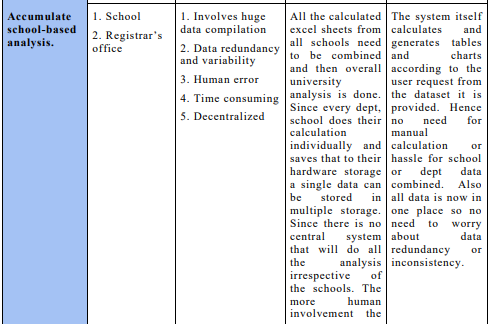 Accumulate
school-based
analysis.
1. School
2. Registrar's
office
1. Involves huge
data compilation
2. Data redundancy
and variability
3. Human error
4. Time consuming
5. Decentralized
All the calculated
excel sheets from
all schools need
to be combined
and then overall
university
analysis is done.
Since every dept,
school does their
calculation
individually and
saves that to their
hardware storage
a single data can
be stored in
multiple storage.
Since there is no
central system
that will do all
the analysis
irrespective of
the schools. The
more human
involvement the
The system itself
calculates and
generates tables
and charts
according to the
user request from
the dataset it is
provided. Hence
no need for
manual
calculation or
hassle for school
or dept data
combined. Also
all data is now in
one place so no
need to worry
about data
redundancy or
inconsistency.